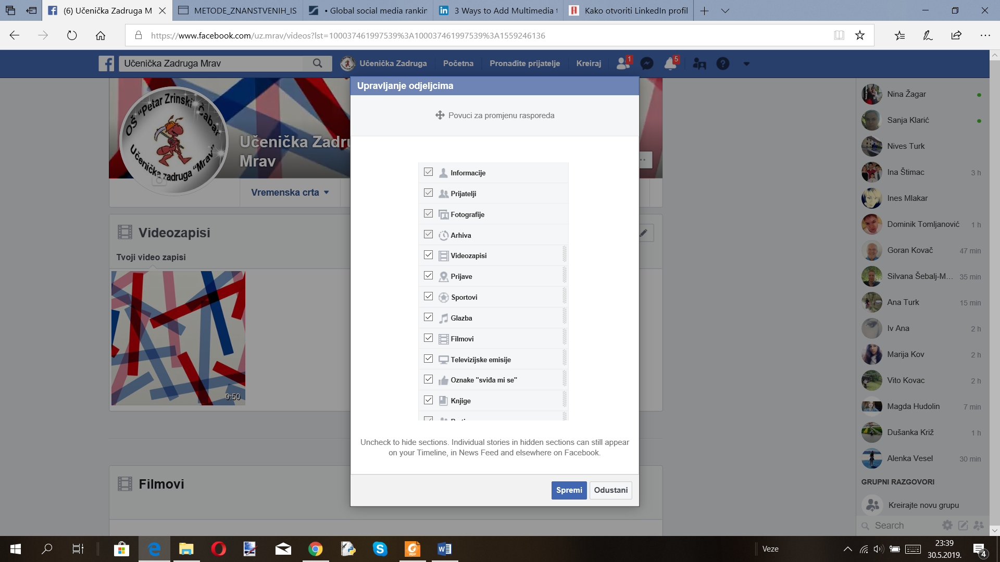 (6) Učenička Zadruga M
METODE_ZNANSTVENIH_IS
• Global social media rankin
3 Ways to Add Multimedia t
Kako otvoriti LinkedIn profil
https://www.facebook.com/uz.mrav/videos?lst=100037461997539%3A100037461997539%3A1559246136
Učenička Zadruga Mrav
Učenička Zadruga
Početna
Pronađite prijatelje
Kreiraj
1
5
OŠ "Petar Zrinski" Čabar
Učenička zadruga "Mrav"
Učenička Zadru
Mrav
Vremenska crta
Videozapisi
Tvoji video zapisi
0:50
Filmovi
Upravljanje odjeljcima
Povuci za promjenu rasporeda
Informacije
Prijatelji
Fotografije
Arhiva
Videozapisi
Prijave
Sportovi
Glazba
Filmovi
Televizijske emisije
Oznake "sviđa mi se"
Knjige
Uncheck to hide sections. Individual stories in hidden sections can still appear
on your Timeline, in News Feed and elsewhere on Facebook.
Spremi
Odustani
Nina Žagar
Sanja Klarić
Nives Turk
Ina Štimac 3 h
Ines Mlakar
Dominik Tomljanović 1 h
Goran Kovač 47 min
Silvana Šebalj-M... 35 min
Ana Turk 15 min
Iv Ana 2 h
Marija Kov 2 h
Vito Kovac 2 h
Magda Hudolin 7 min
Dušanka Križ 1 h
Alenka Vesel 30 min
GRUPNI RAZGOVORI
Kreirajte novu grupu
Search
Veze
23:39
30.5.2019.
4